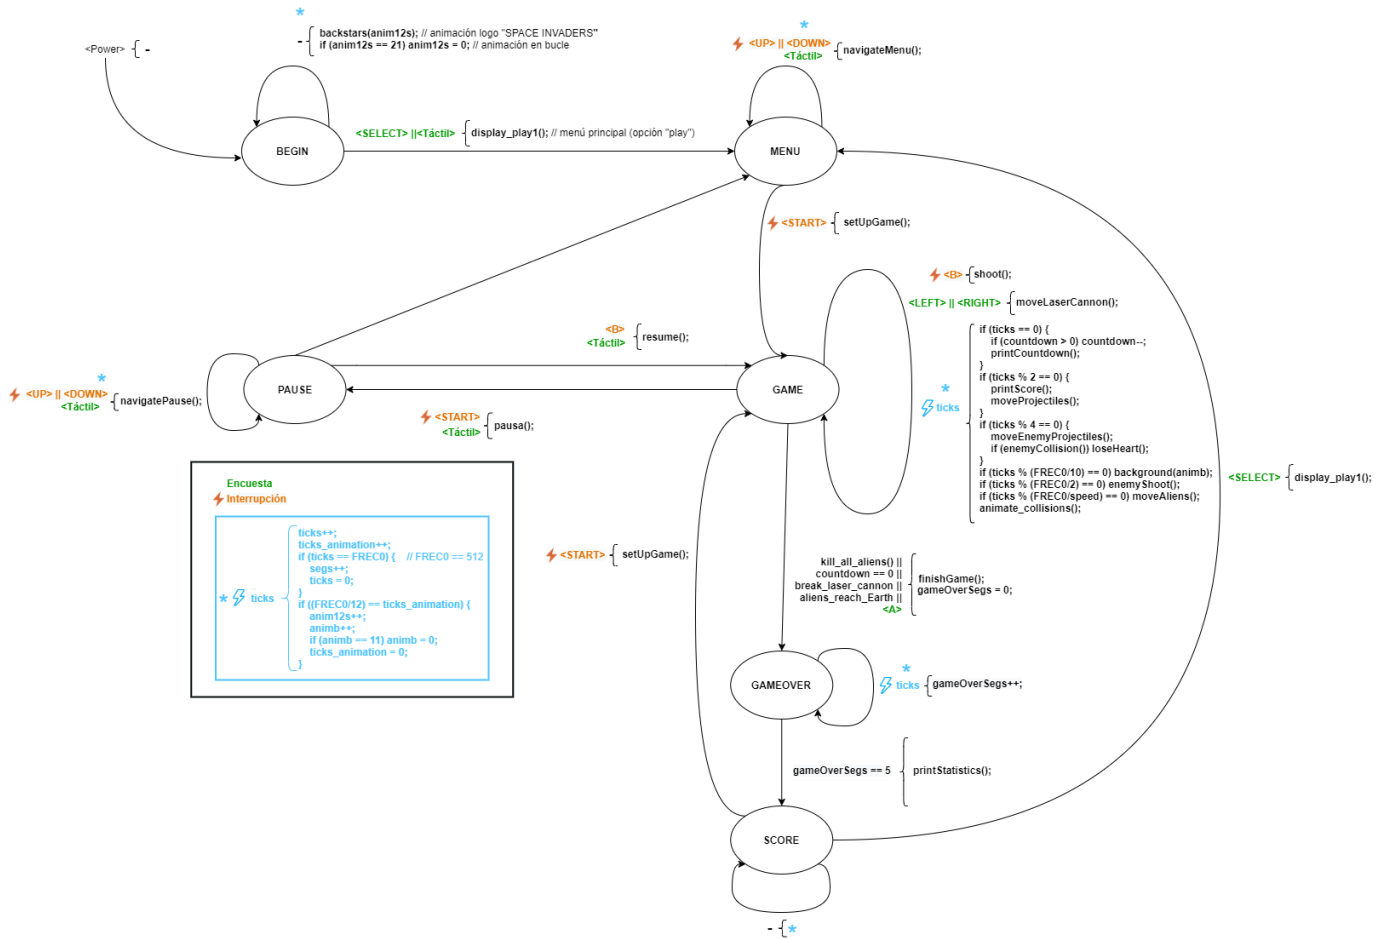 <Power> -
*
- backstars(anim12s); // animación logo "SPACE INVADERS"
if (anim12s == 21) anim12s = 0; // animación en bucle
*
<UP> || <DOWN>
<Táctil>
navigateMenu();
BEGIN
<SELECT> ||<Táctil>
display_play1(); // menú principal (opción "play")
MENU
<START>
setUpGame();
<B>
shoot();
<LEFT> || <RIGHT>
moveLaserCannon();
*
ticks
if (ticks == 0) {
if (countdown > 0) countdown--;
printCountdown();
}
if (ticks % 2 == 0) {
printScore();
moveProjectiles();
}
if (ticks % 4 == 0) {
moveEnemyProjectiles();
if (enemyCollision()) loseHeart();
}
if (ticks % (FREC0/10) == 0) background(animb);
if (ticks % (FREC0/2) == 0) enemyShoot();
if (ticks % (FREC0/speed) == 0) moveAliens();
animate_collisions();
<B>
<Táctil>
resume();
*
<UP> || <DOWN>
<Táctil>
navigatePause();
PAUSE
GAME
<START>
<Táctil>
pausa();
<SELECT>
display_play1();
Encuesta
Interrupción
* ticks
ticks++;
ticks_animation++;
if (ticks == FREC0) { // FREC0 == 512
segs++;
ticks = 0;
}
if ((FREC0/12) == ticks_animation) {
anim12s++;
animb++;
if (animb == 11) animb = 0;
ticks_animation = 0;
}
<START>
setUpGame();
kill_all_aliens() ||
countdown == 0 ||
break_laser_cannon ||
aliens_reach_Earth ||
<A>
finishGame();
gameOverSegs = 0;
GAMEOVER
*
ticks
gameOverSegs++;
gameOverSegs == 5
printStatistics();
SCORE
- *